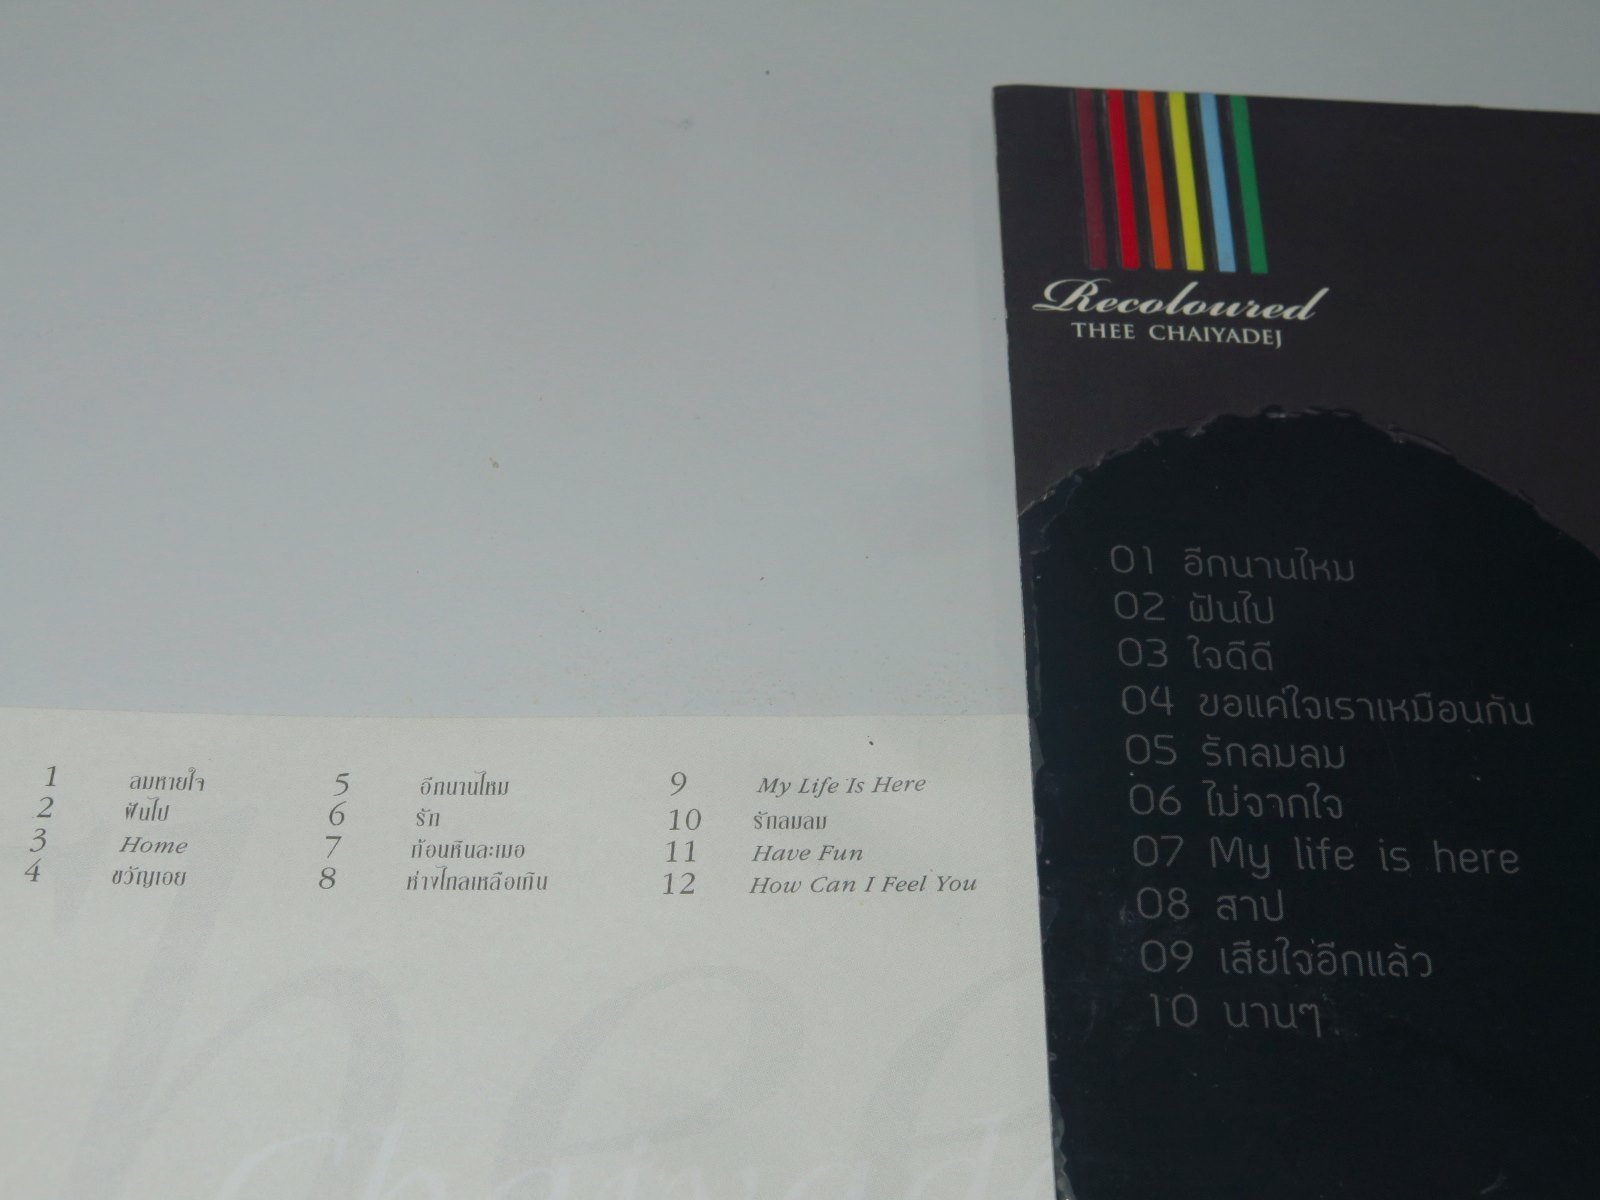 1 ลมหายใจ
2 ฝันไป
3 Home
4 ขวัญเอย
5 อีกนานไหม
6 รัก
7 ก้อนหินละเมอ
8 ห่างไกลเหลือเกิน
9 My Life Is Here
10 รักลมลม
11 Have Fun
12 How Can I Feel You
Chaiyad
Recoloured
THEE CHAIYADEJ
01 อีกนานไหม
02 ฝันไป
03 ใจดีดี
04 ขอแค่ใจเราเหมือนกัน
05 รักลมลม
06 ไม่จากใจ
07 My life is here
08 สาป
09 เสียใจอีกแล้ว
10 นานๆ